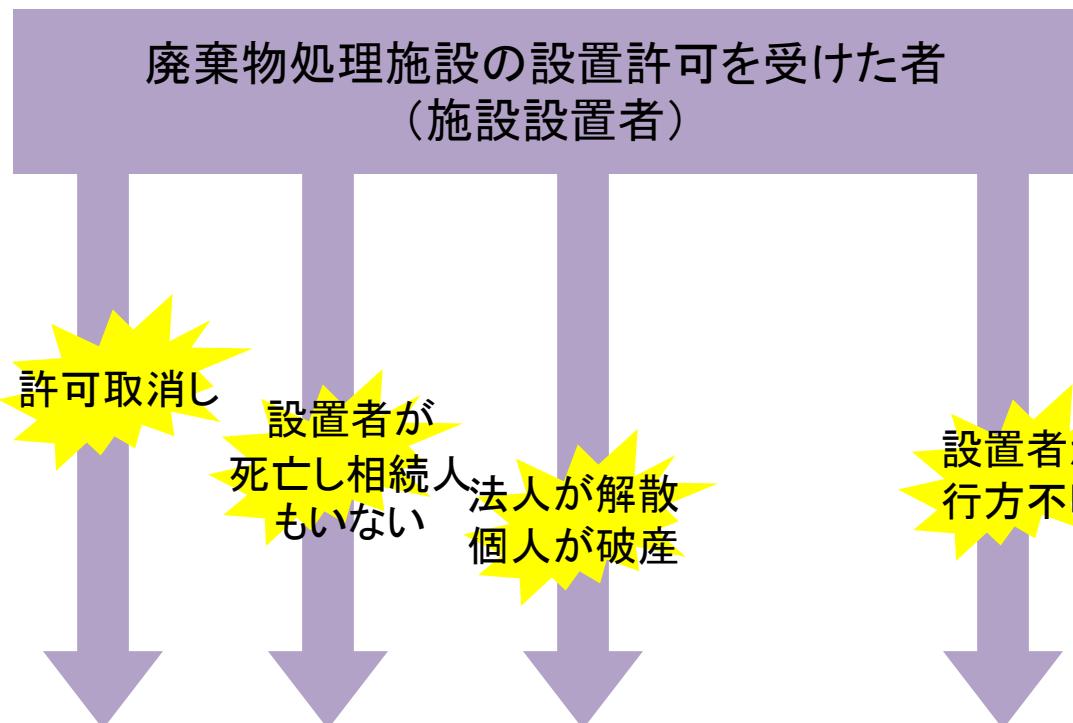 廃棄物処理施設の設置許可を受けた者
（施設設置者）
許可取消し
設置者が
死亡し相続人
もいない
法人が解散
個人が破産
設置者
行方不